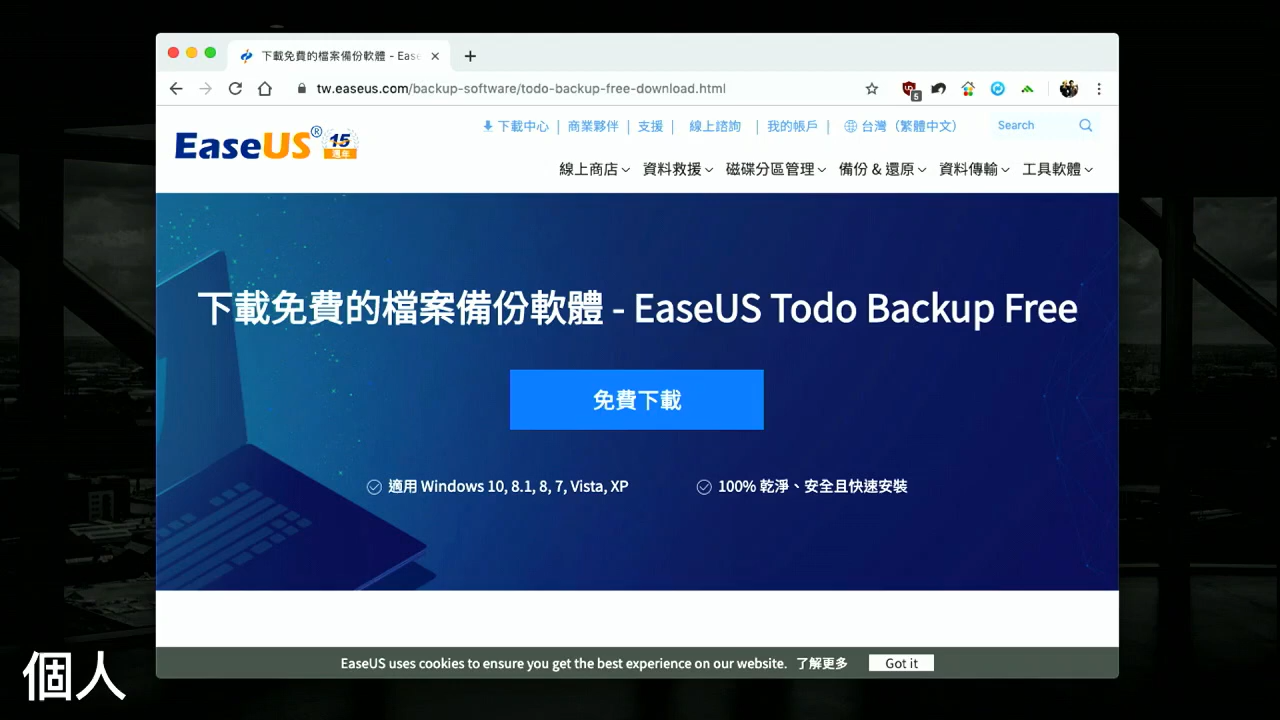 下載免費的檔案備份軟體 - Ease
tw.easeus.com/backup-software/todo-backup-free-download.html
5
下載中心 | 商業夥伴 | 支援 | 線上諮詢 | 我的帳戶 | 台灣（繁體中文）
Search
EaseUS® 15 週年
線上商店 資料救援 磁碟分區管理 備份 & 還原 資料傳輸 工具軟體
下載免費的檔案備份軟體 - EaseUS Todo Backup Free
免費下載
適用 Windows 10, 8.1, 8, 7, Vista, XP
100% 乾淨、安全且快速安裝
EaseUS uses cookies to ensure you get the best experience on our website. 了解更多
Got it
個人